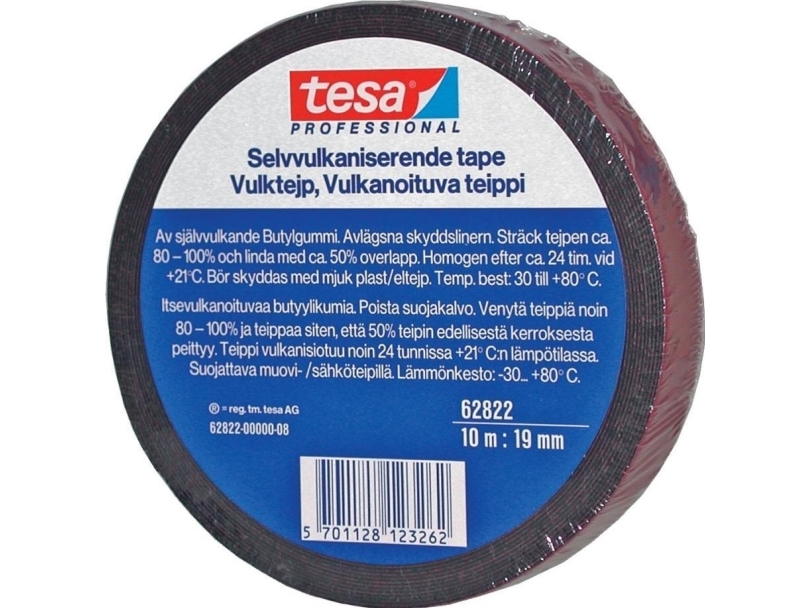 tesa®
PROFESSIONAL
Selvvulkaniserende tape
Vulktejp, Vulkanoituva teippi
Av självvulkande Butylgummi. Avlägsna skyddslinern. Sträck tejpen ca.
80 – 100% och linda med ca. 50% overlapp. Homogen efter ca. 24 tim. vid
+21°C. Bör skyddas med mjuk plast/eltejp. Temp. best: 30 till +80° C.
Itsevulkanoituvaa butyylikumia. Poista suojakalvo. Venytä teippiä noin
80 – 100% ja teippaa siten, että 50% teipin edellisestä kerroksesta
peittyy. Teippi vulkanisiotuu noin 24 tunnissa +21° C:n lämpötilassa.
Suojattava muovi- /sähköteipillä. Lämmönkesto: -30... +80° C.
® = reg. tm. tesa AG
62822-00000-08
62822
10 m : 19 mm
5 701128 123262